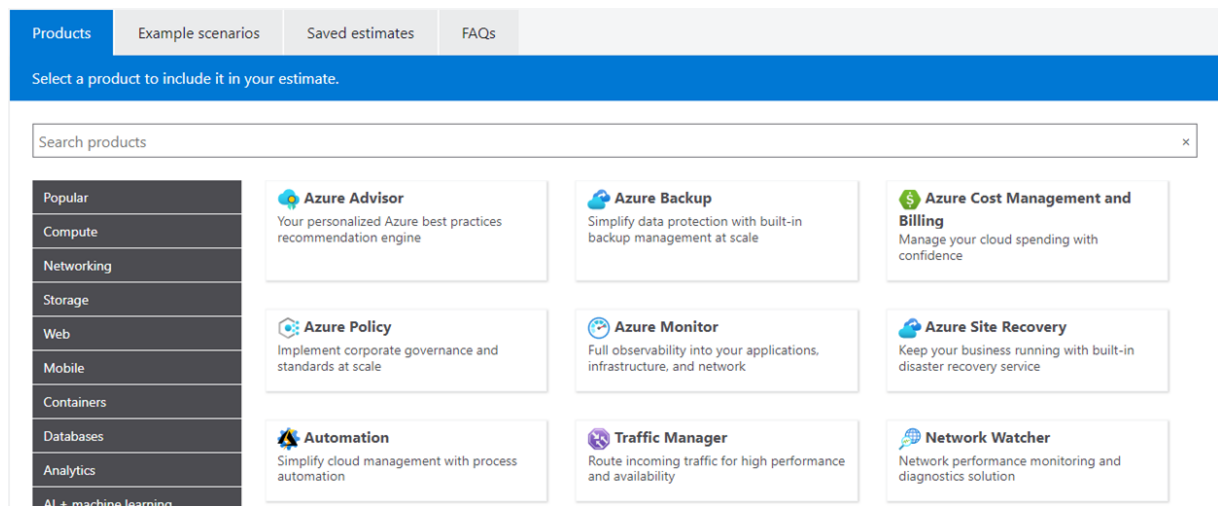 Products
Example scenarios
Saved estimates
FAQs
Select a product to include it in your estimate.
Search products
×
Popular
Compute
Networking
Storage
Web
Mobile
Containers
Databases
Analytics
AI + machine learning
Azure Advisor
Your personalized Azure best practices
recommendation engine
Azure Backup
Simplify data protection with built-in
backup management at scale
Azure Cost Management and
Billing
Manage your cloud spending with
confidence
Azure Policy
Implement corporate governance and
standards at scale
Azure Monitor
Full observability into your applications,
infrastructure, and network
Azure Site Recovery
Keep your business running with built-in
disaster recovery service
Automation
Simplify cloud management with process
automation
Traffic Manager
Route incoming traffic for high performance
and availability
Network Watcher
Network performance monitoring and
diagnostics solution